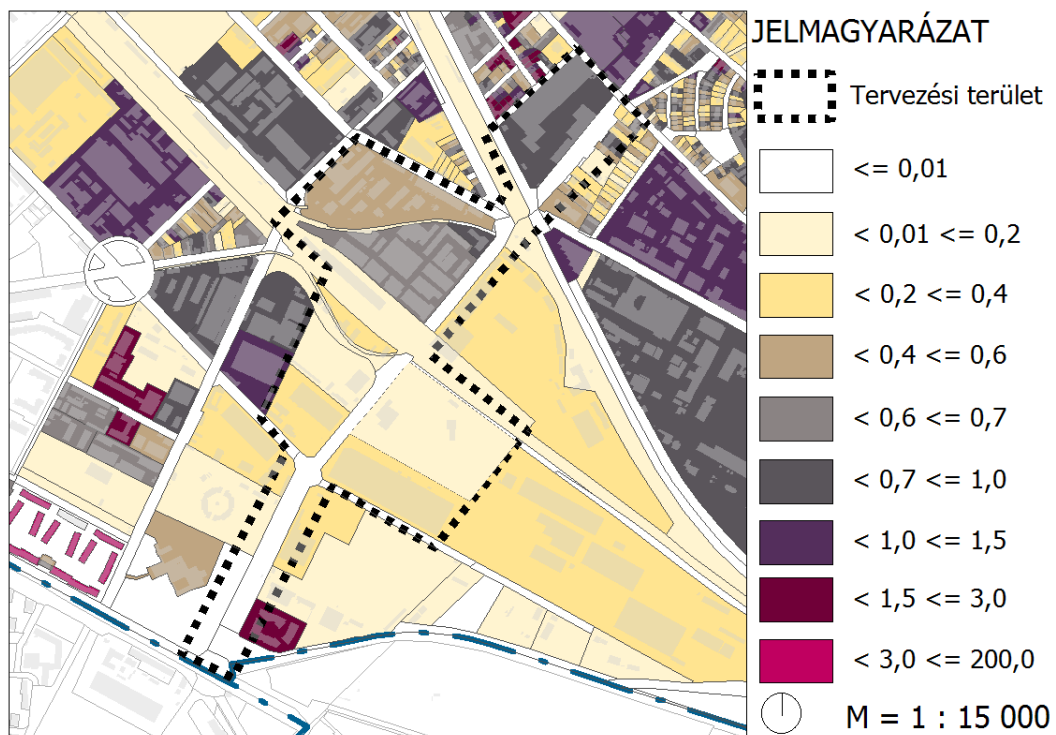 JELMAGYARÁZAT
Tervezési terület
<= 0,01
< 0,01 <= 0,2
< 0,2 <= 0,4
< 0,4 <= 0,6
< 0,6 <= 0,7
< 0,7 <= 1,0
< 1,0 <= 1,5
< 1,5 <= 3,0
< 3,0 <= 200,0
M = 1 : 15 000